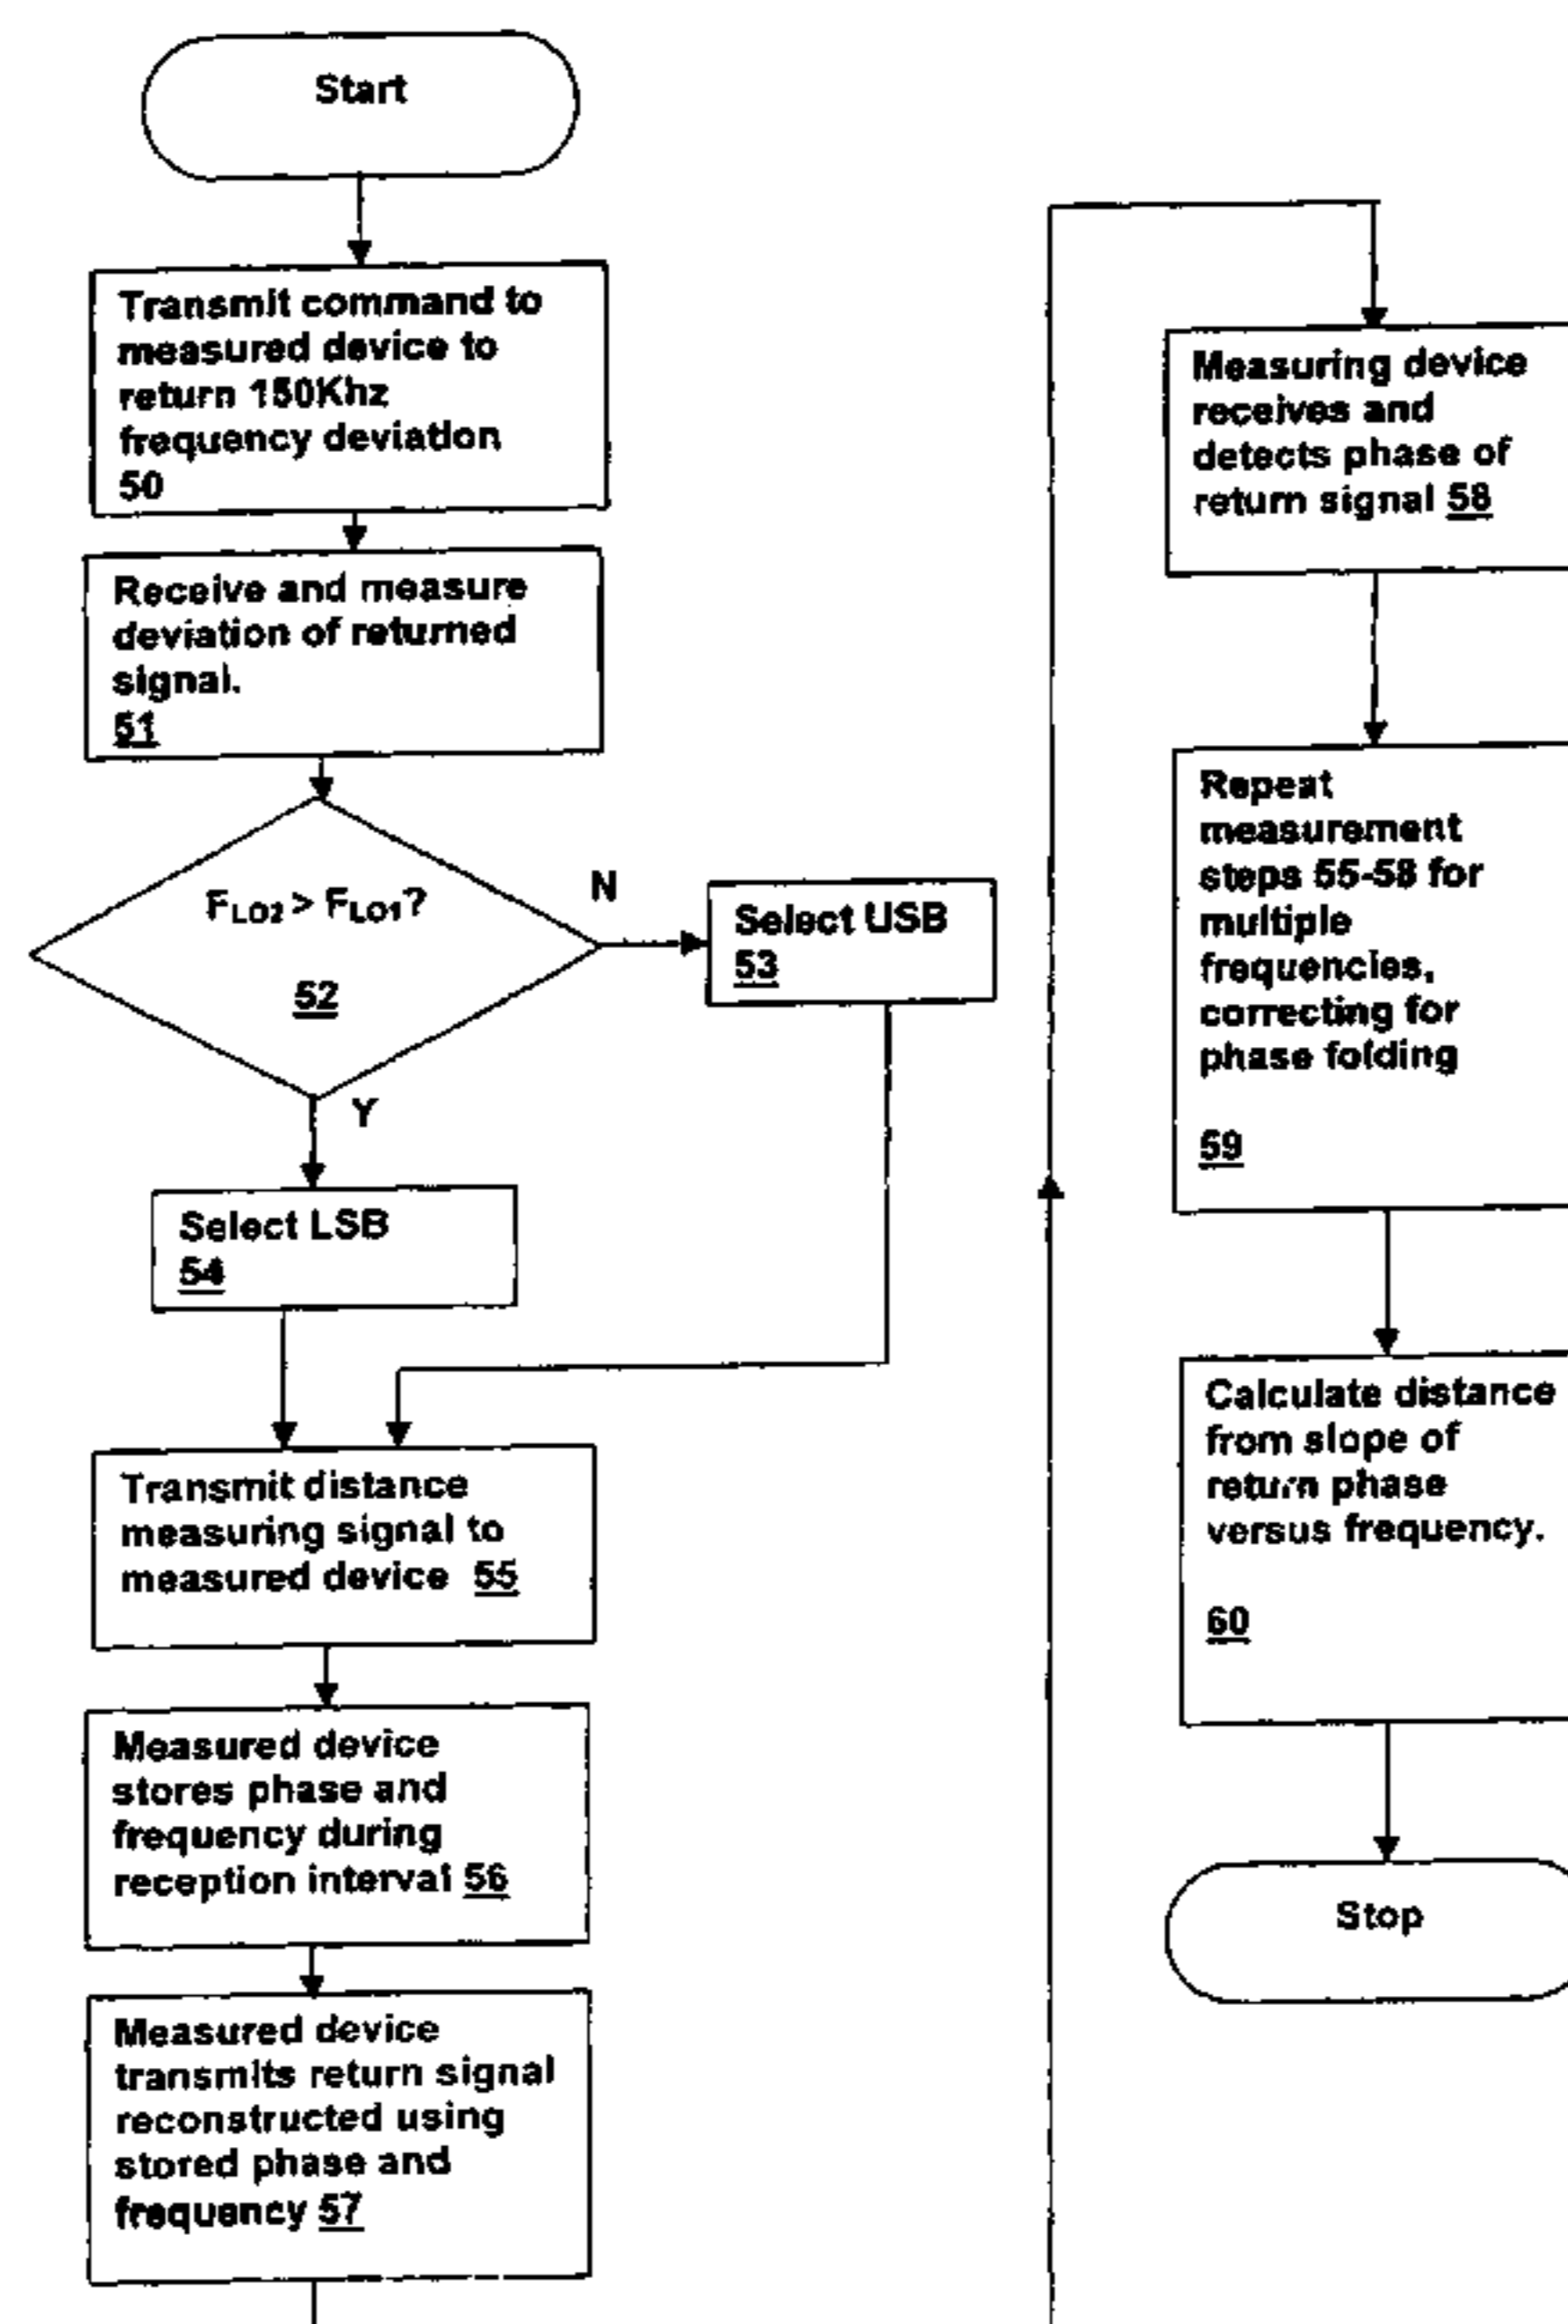 Start
Transmit command to
measured device to
return 150Khz
frequency deviation
50
Receive and measure
deviation of returned
signal.
51
FLO2 > FLO1?
52
N
Select USB
53
Y
Select LSB
54
Transmit distance
measuring signal to
measured device 55
Measured device
stores phase and
frequency during
reception interval 56
Measured device
transmits return signal
reconstructed using
stored phase and
frequency 57
Measuring device
receives and
detects phase of
return signal 58
Repeat
measurement
steps 55-58 for
multiple
frequencies,
correcting for
phase folding
59
Calculate distance
from slope of
return phase
versus frequency.
60
Stop